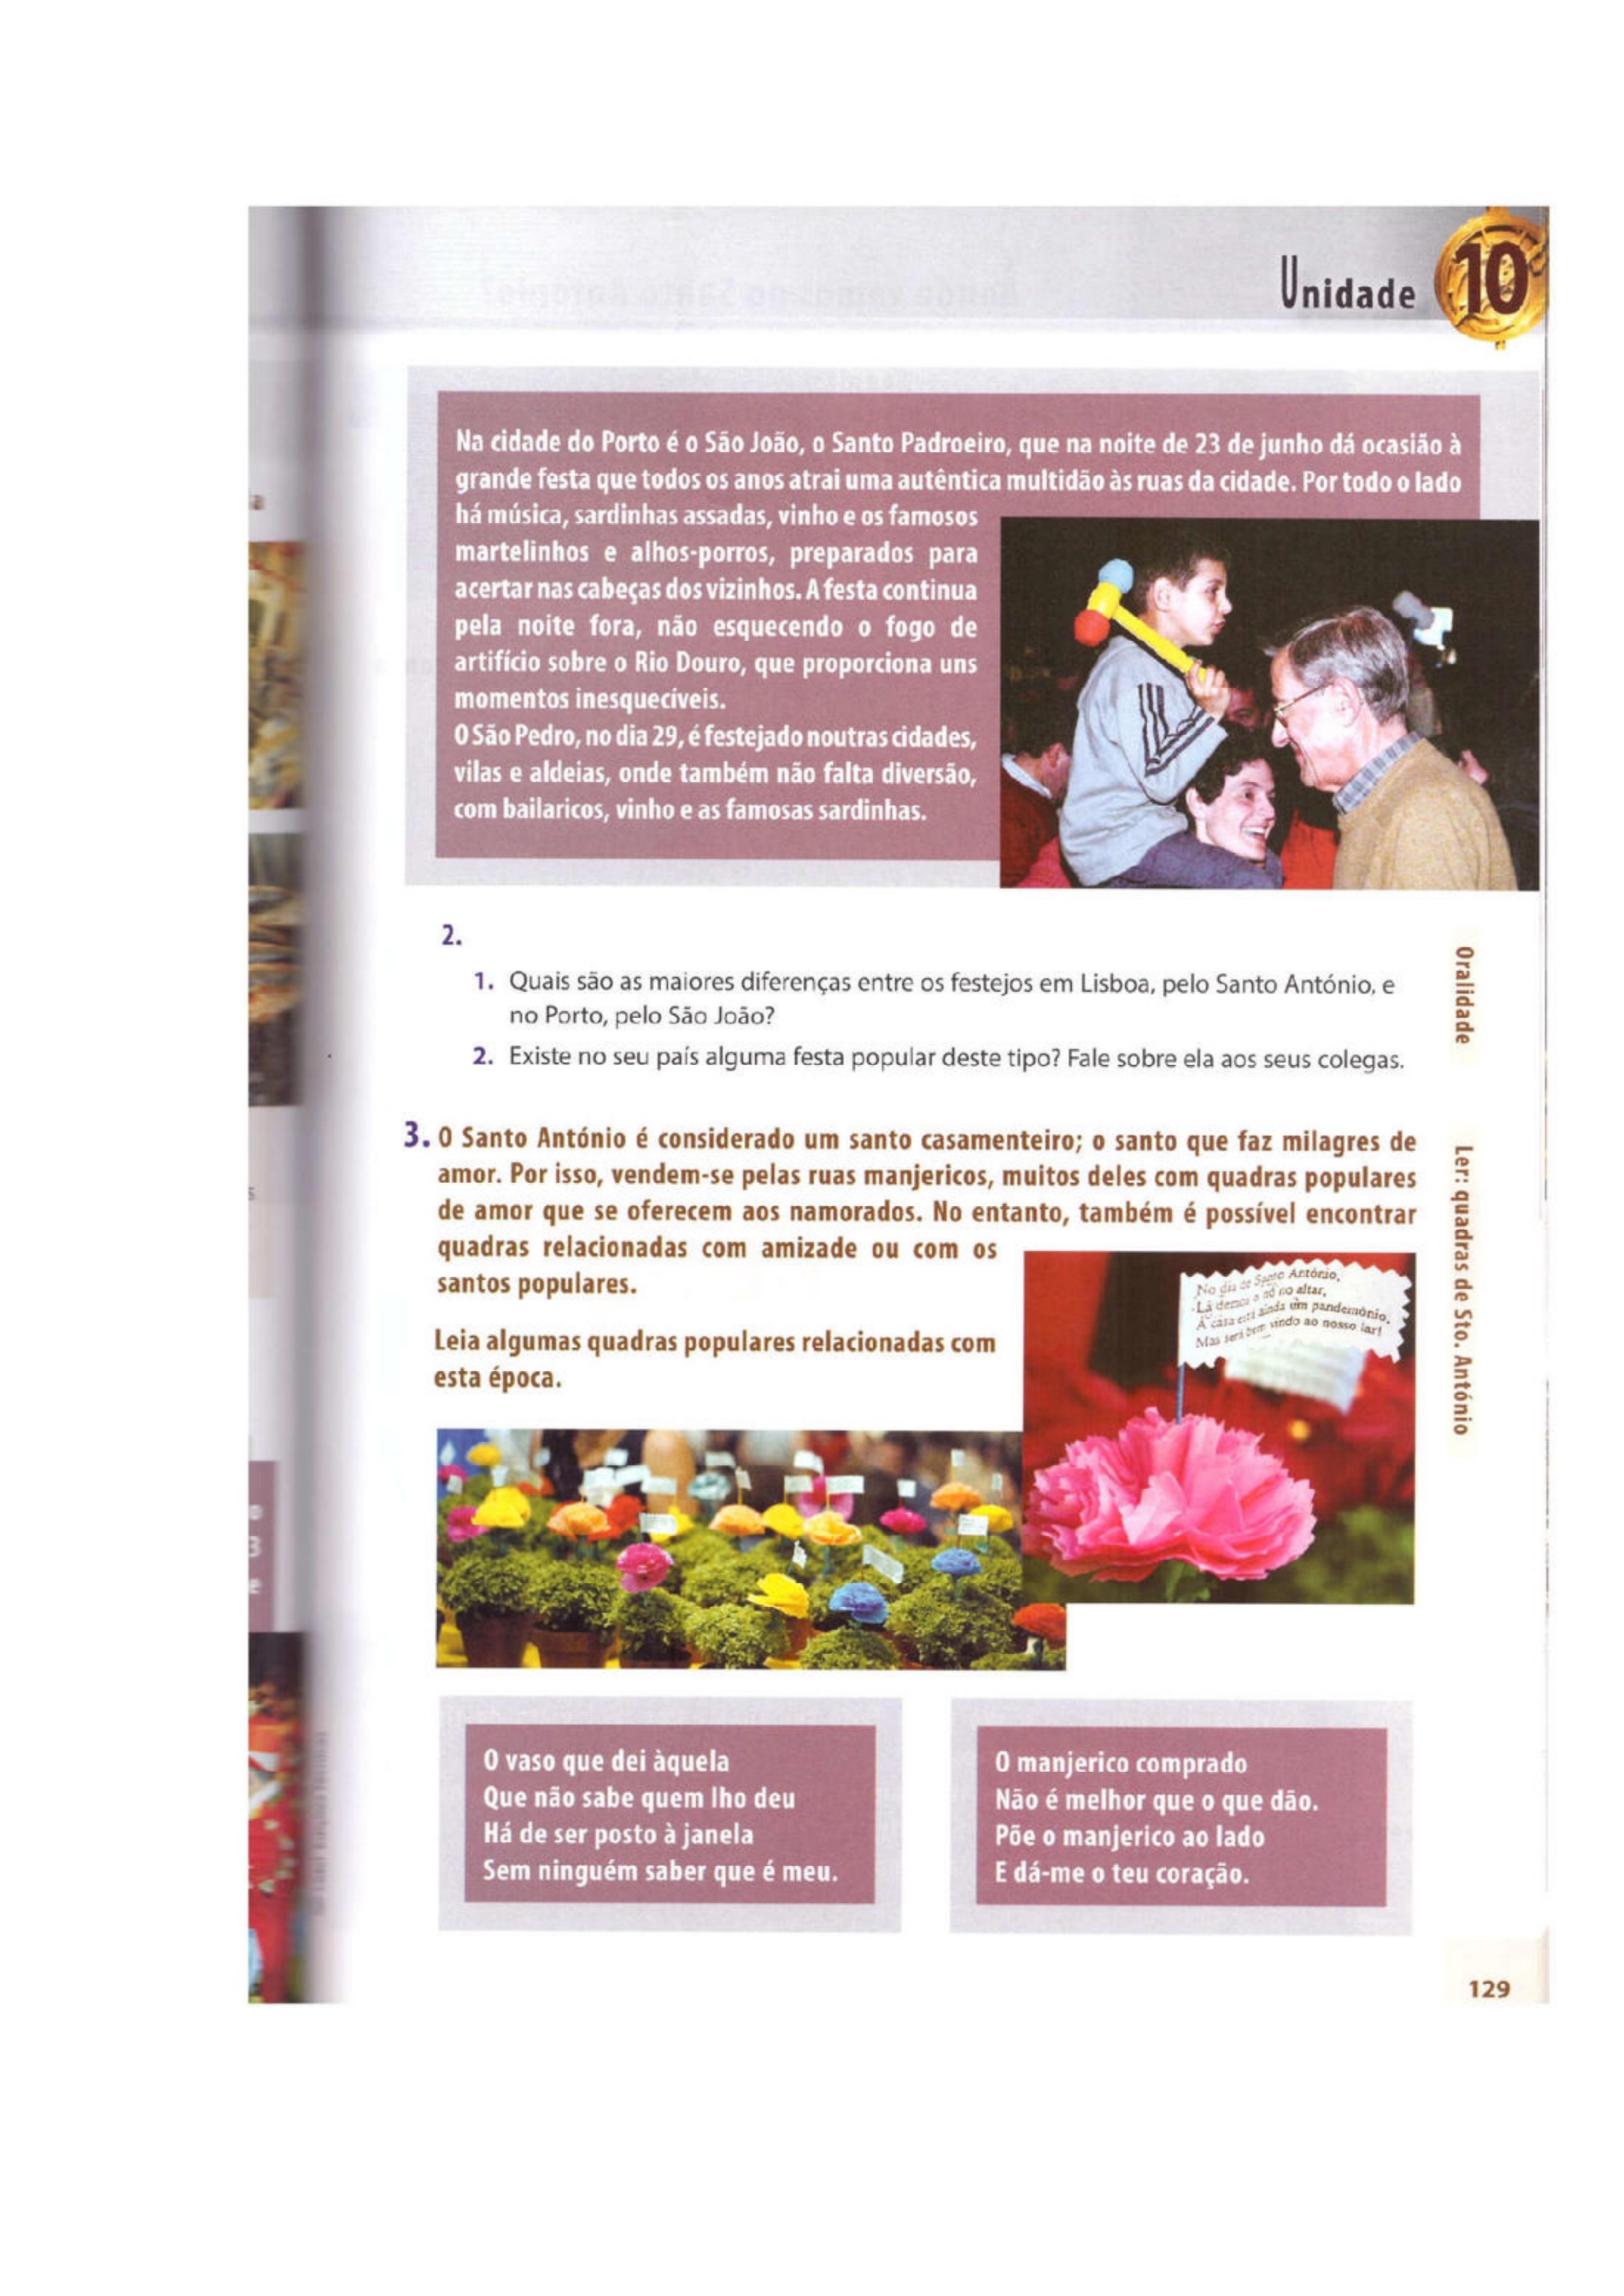 Unidade 10
Na cidade do Porto é o São João, o Santo Padroeiro, que na noite de 23 de junho dá ocasião à
grande festa que todos os anos atrai uma autêntica multidão às ruas da cidade. Por todo o lado
há música, sardinhas assadas, vinho e os famosos
martelinhos e alhos-porros, preparados para
acertar nas cabeças dos vizinhos. A festa continua
pela noite fora, não esquecendo o fogo de
artifício sobre o Rio Douro, que proporciona uns
momentos inesquecíveis.
O São Pedro, no dia 29, é festejado noutras cidades,
vilas e aldeias, onde também não falta diversão,
com bailaricos, vinho e as famosas sardinhas.
2.
1. Quais são as maiores diferenças entre os festejos em Lisboa, pelo Santo António, e
no Porto, pelo São João?
2. Existe no seu país alguma festa popular deste tipo? Fale sobre ela aos seus colegas.
Oralidade
3. O Santo António é considerado um santo casamenteiro; o santo que faz milagres de
amor. Por isso, vendem-se pelas ruas manjericos, muitos deles com quadras populares
de amor que se oferecem aos namorados. No entanto, também é possível encontrar
quadras relacionadas com amizade ou com os
santos populares.
Leia algumas quadras populares relacionadas com
esta época.
Ler: quadras de Sto. António
No dia de Santo António,
Lá demos o nó no altar,
A casa está ainda um pandemónio,
Mas será bem vindo ao nosso lar!
O vaso que dei àquela
Que não sabe quem lho deu
Há de ser posto à janela
Sem ninguém saber que é meu.
O manjerico comprado
Não é melhor que o que dão.
Põe o manjerico ao lado
E dá-me o teu coração.
129